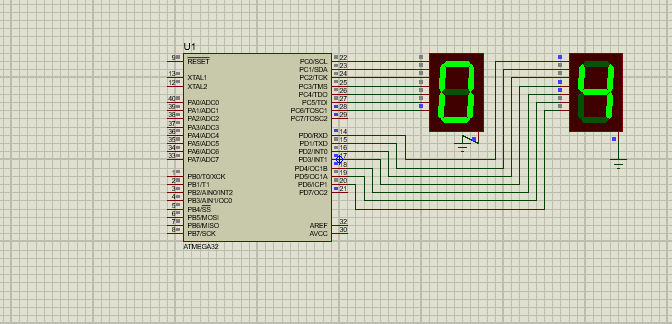 U1
9 RESET PC0/SCL 22
PC1/SDA 23
13 XTAL1 PC2/TCK 24
12 XTAL2 PC3/TMS 25
PC4/TDO 26
40 PA0/ADC0 PC5/TDI 27
39 PA1/ADC1 PC6/TOSC1 28
38 PA2/ADC2 PC7/TOSC2 29
37 PA3/ADC3
36 PA4/ADC4 PD0/RXD 14
35 PA5/ADC5 PD1/TXD 15
34 PA6/ADC6 PD2/INT0 16
33 PA7/ADC7 PD3/INT1
PD4/OC1B 18
1 PB0/T0/XCK PD5/OC1A 19
2 PB1/T1 PD6/ICP1 20
3 PB2/AIN0/INT2 PD7/OC2 21
4 PB3/AIN1/OC0
5 PB4/SS
6 PB5/MOSI
7 PB6/MISO AREF 32
8 PB7/SCK AVCC 30
ATMEGA32
0 4